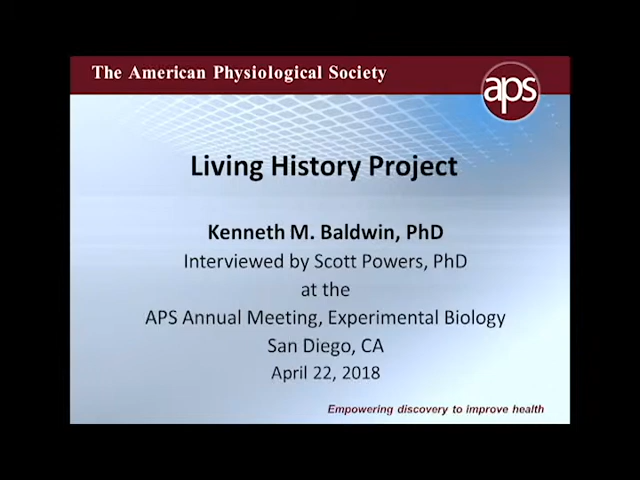 The American Physiological Society
aps
Living History Project
Kenneth M. Baldwin, PhD
Interviewed by Scott Powers, PhD
at the
APS Annual Meeting, Experimental Biology
San Diego, CA
April 22, 2018
Empowering discovery to improve health